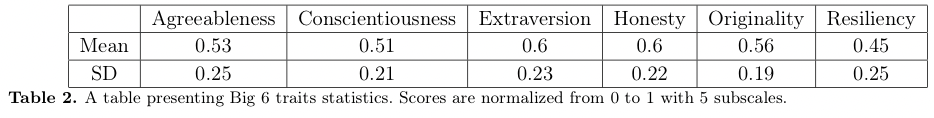 Agreeableness Conscientiousness Extraversion Honesty Originality Resiliency
Mean 0.53 0.51 0.6 0.6 0.56 0.45
SD 0.25 0.21 0.23 0.22 0.19 0.25
Table 2. A table presenting Big 6 traits statistics. Scores are normalized from 0 to 1 with 5 subscales.